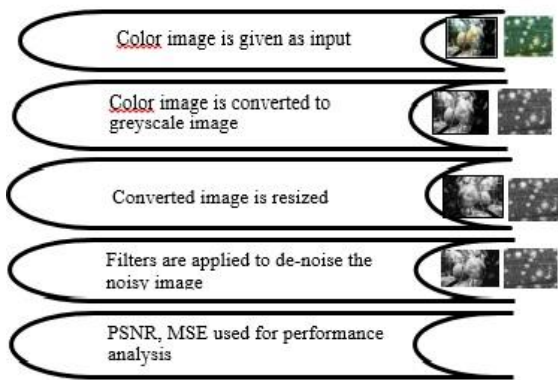 Color image is given as input
Color image is converted to
greyscale image
Converted image is resized
Filters are applied to de-noise the
noisy image
PSNR, MSE used for performance
analysis